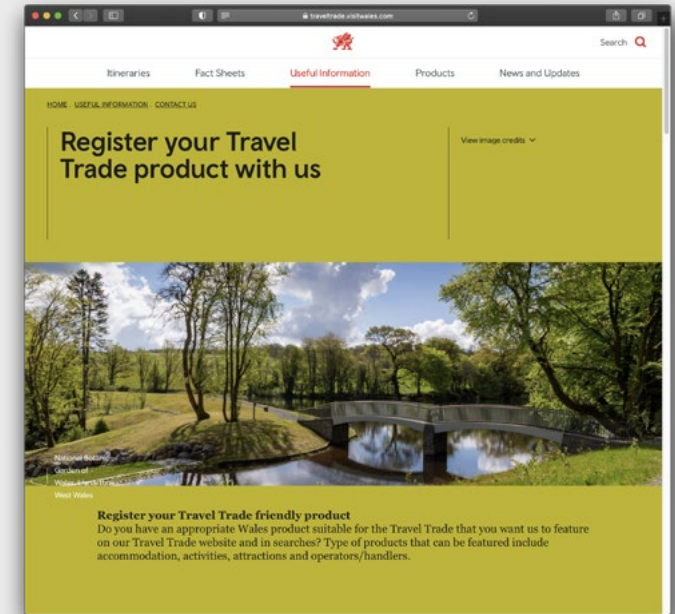 traveltrade.visitwales.com
Search
Itineraries Fact Sheets Useful Information Products News and Updates
HOME . USEFUL INFORMATION . CONTACT US
Register your Travel
Trade product with us
View image credits
National Botanic
Garden of
Wales,
West Wales
Register your Travel Trade friendly product
Do you have an appropriate Wales product suitable for the Travel Trade that you want us to feature
on our Travel Trade website and in searches? Type of products that can be featured include
accommodation, activities, attractions and operators/handlers.